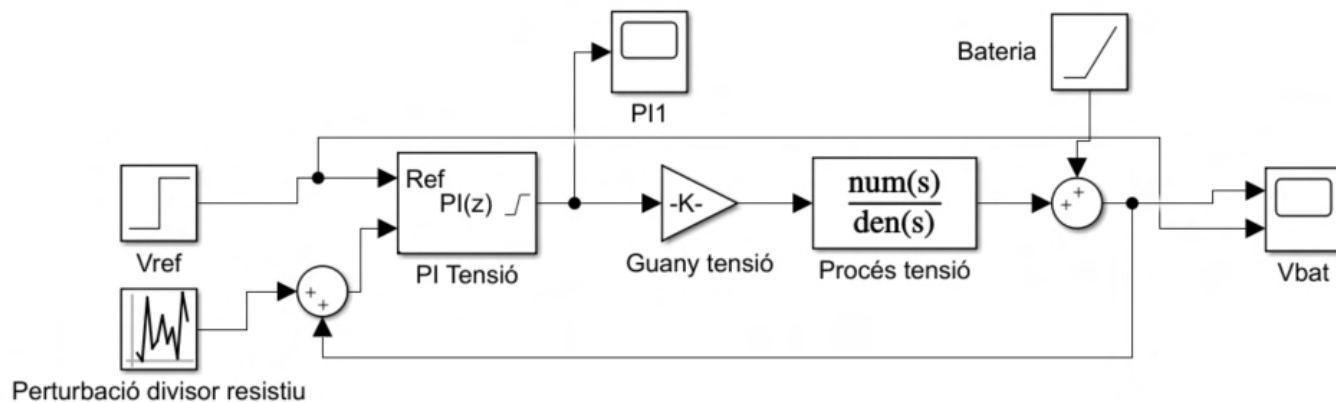 PI1
Bateria
Vref
Ref
PI(z)
PI Tensió
-K-
Guany tensió
num(s)
den(s)
Procés tensió
+
+
Vbat
+
+
Perturbació divisor resistiu